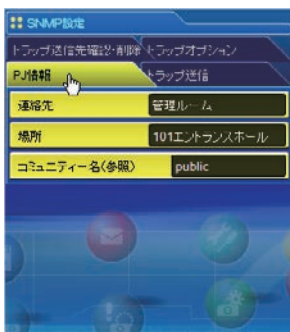 SNMP設定
トラップ送信先確認・削除 トラップオプション
PJ情報 トラップ送信
連絡先 管理ルーム
場所 101エントランスホール
コミュニティー名(参照) public